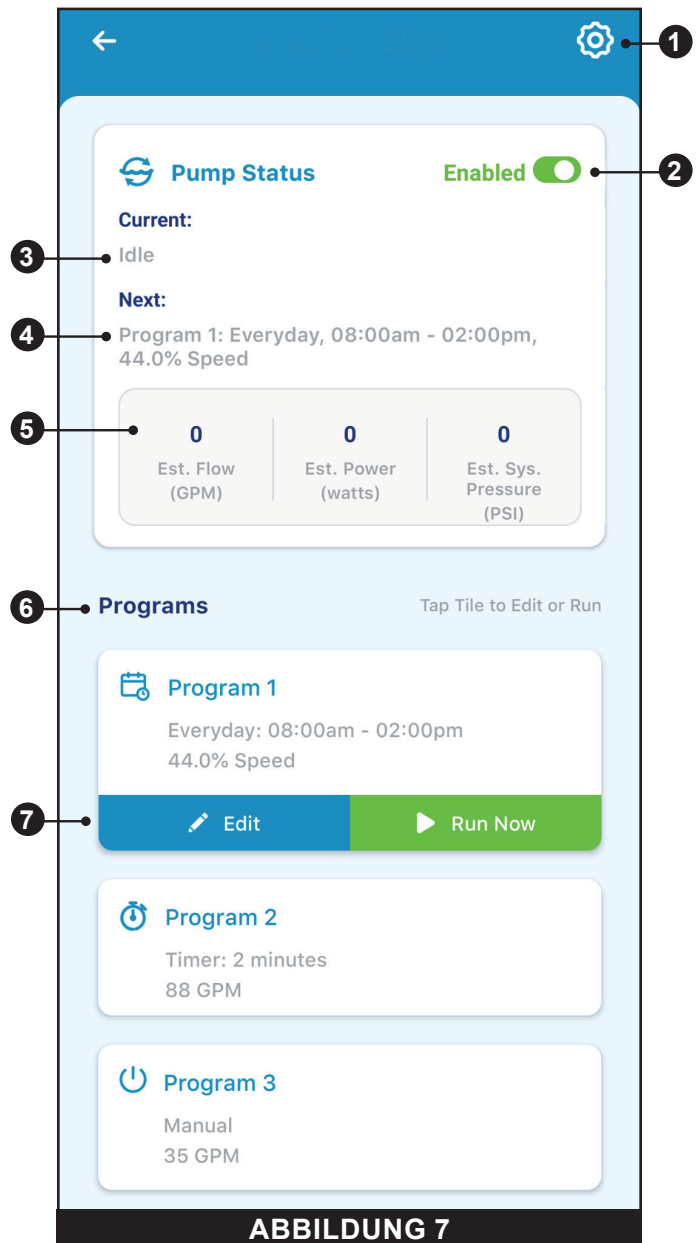 1
Pump Status
Enabled
2
Current:
3
Idle
Next:
4
Program 1: Everyday, 08:00am - 02:00pm,
44.0% Speed
5
0
Est. Flow
(GPM)
0
Est. Power
(watts)
0
Est. Sys.
Pressure
(PSI)
6
Programs
Tap Tile to Edit or Run
Program 1
Everyday: 08:00am - 02:00pm
44.0% Speed
7
Edit
Run Now
Program 2
Timer: 2 minutes
88 GPM
Program 3
Manual
35 GPM
ABBILDUNG 7